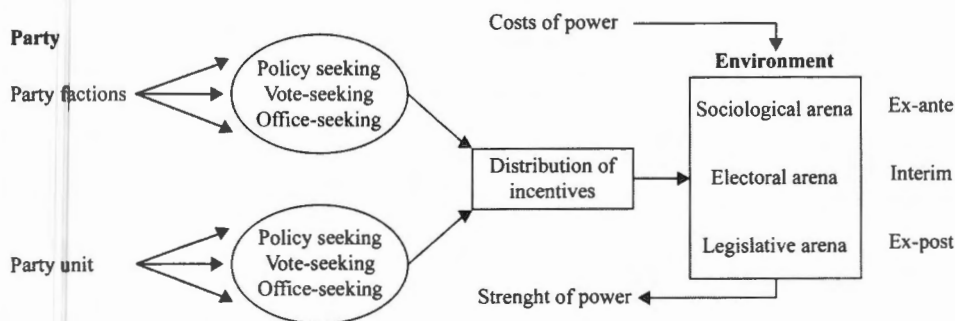 Party
Party factions
Policy seeking
Vote-seeking
Office-seeking
Party unit
Policy seeking
Vote-seeking
Office-seeking
Distribution of
incentives
Costs of power
Environment
Sociological arena
Ex-ante
Electoral arena
Interim
Legislative arena
Ex-post
Strenght of power